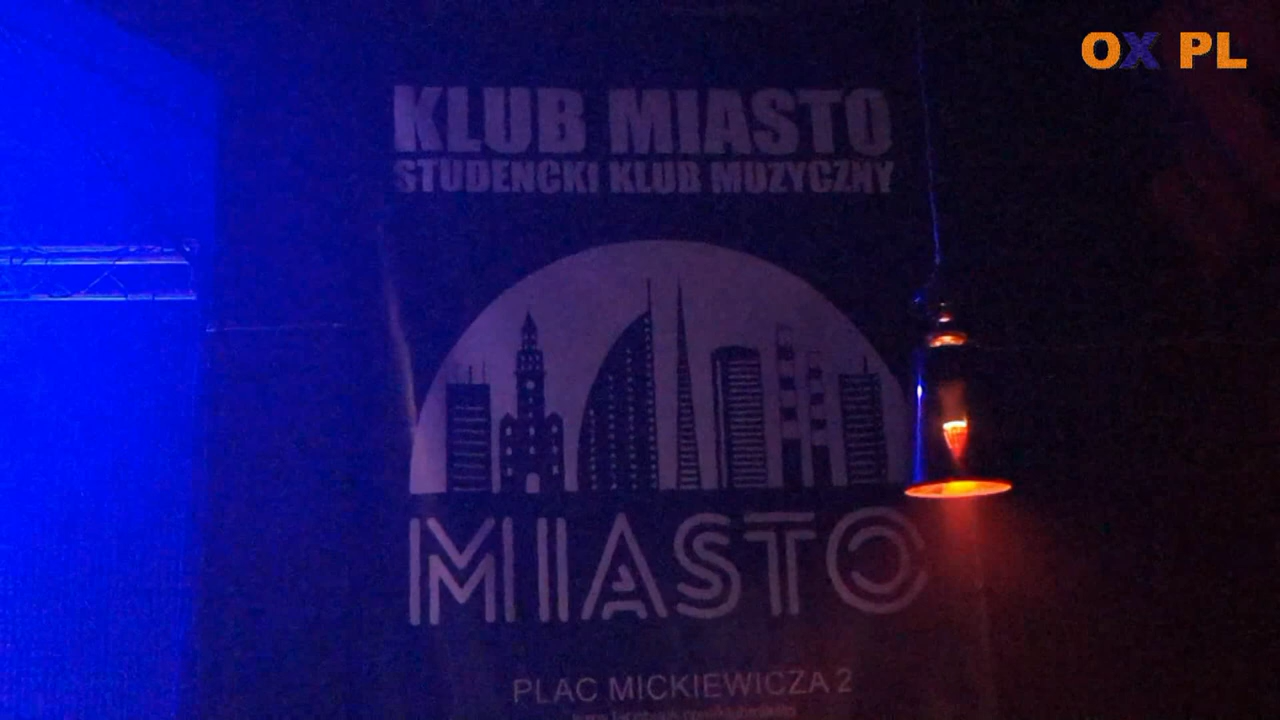 OX PL
KLUB MIASTO
STUDENCKI KLUB MUZYCZNY
MIASTO
PLAC MICKIEWICZA 2